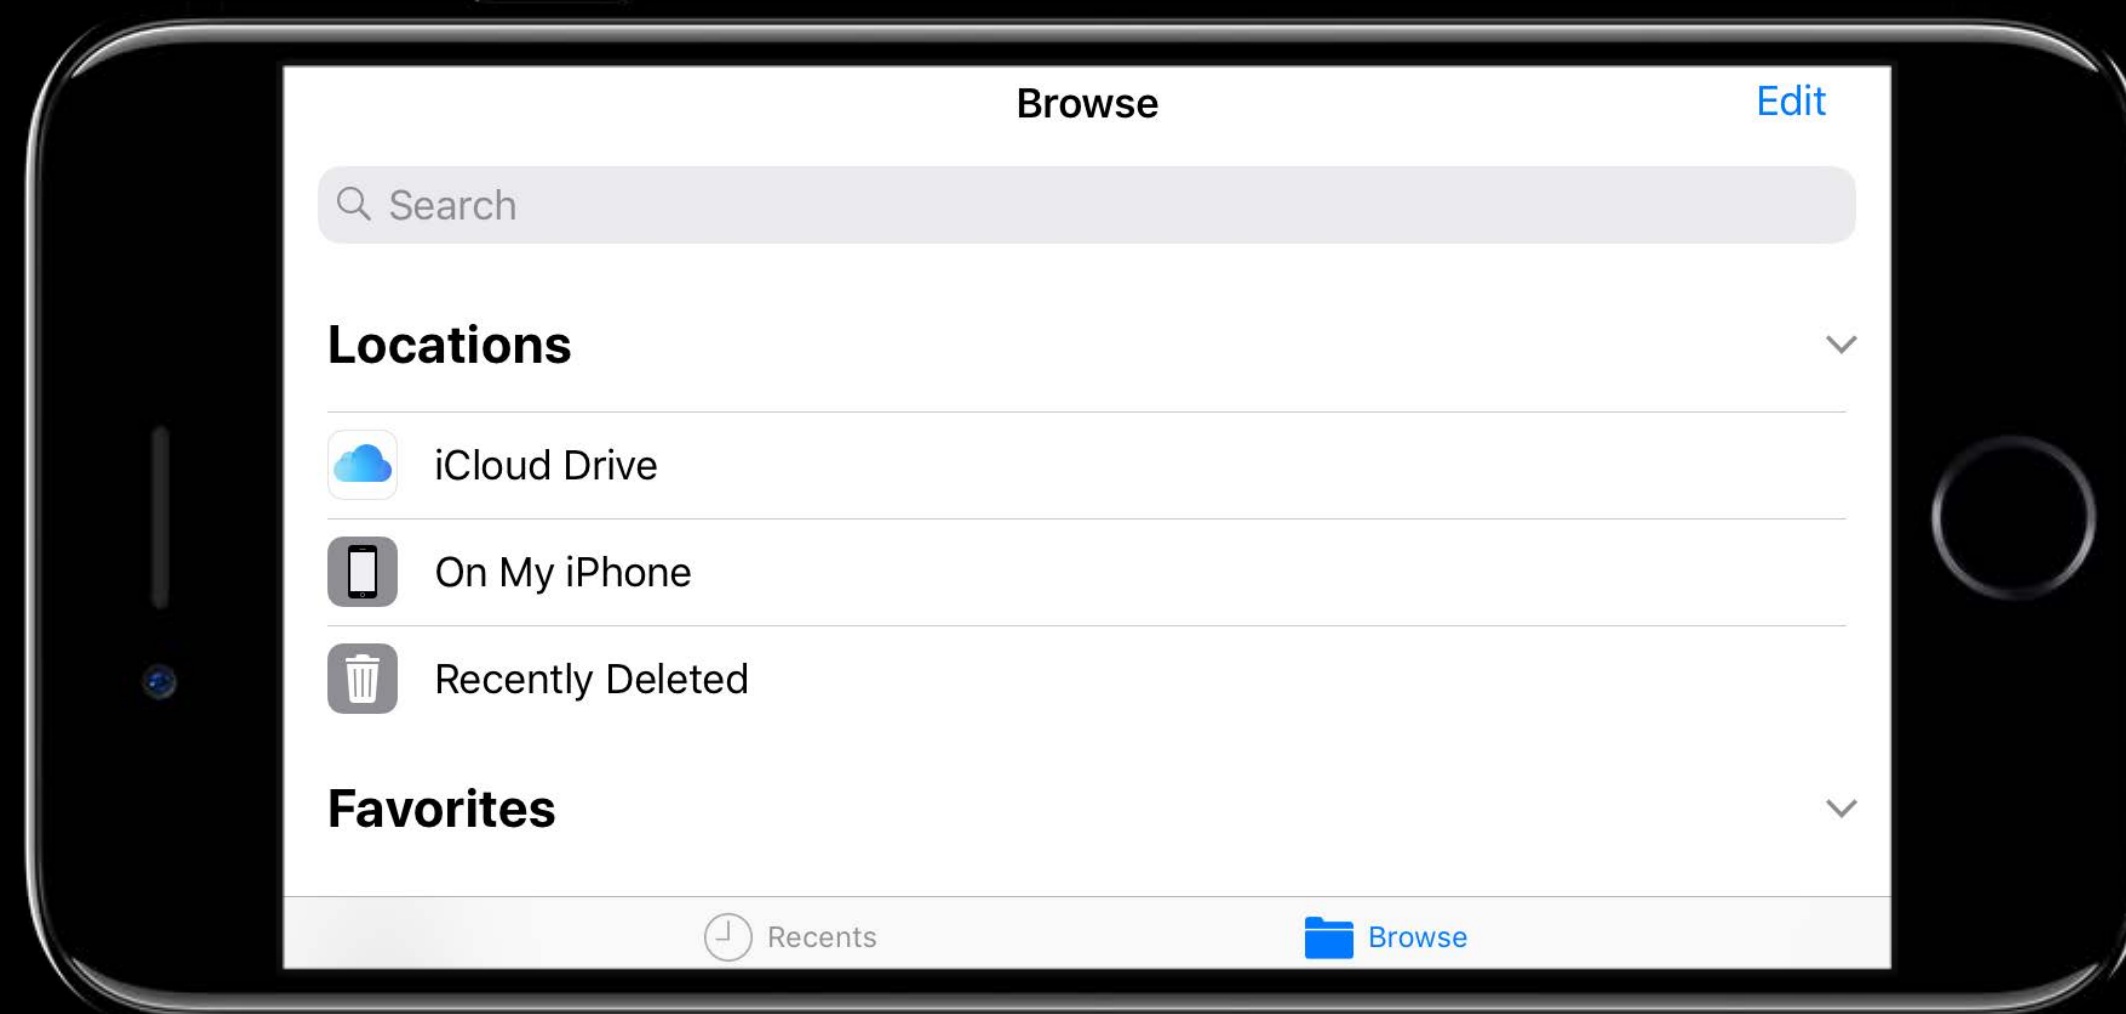 Browse
Edit
Search
Locations
iCloud Drive
On My iPhone
Recently Deleted
Favorites
Recents
Browse